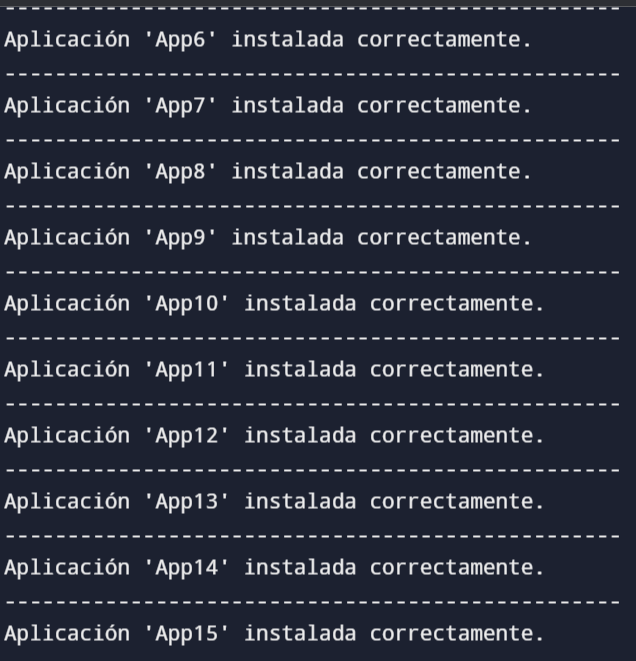 -------------------------------------------------
Aplicación 'App6' instalada correctamente.
-------------------------------------------------
Aplicación 'App7' instalada correctamente.
-------------------------------------------------
Aplicación 'App8' instalada correctamente.
-------------------------------------------------
Aplicación 'App9' instalada correctamente.
-------------------------------------------------
Aplicación 'App10' instalada correctamente.
-------------------------------------------------
Aplicación 'App11' instalada correctamente.
-------------------------------------------------
Aplicación 'App12' instalada correctamente.
-------------------------------------------------
Aplicación 'App13' instalada correctamente.
-------------------------------------------------
Aplicación 'App14' instalada correctamente.
-------------------------------------------------
Aplicación 'App15' instalada correctamente.